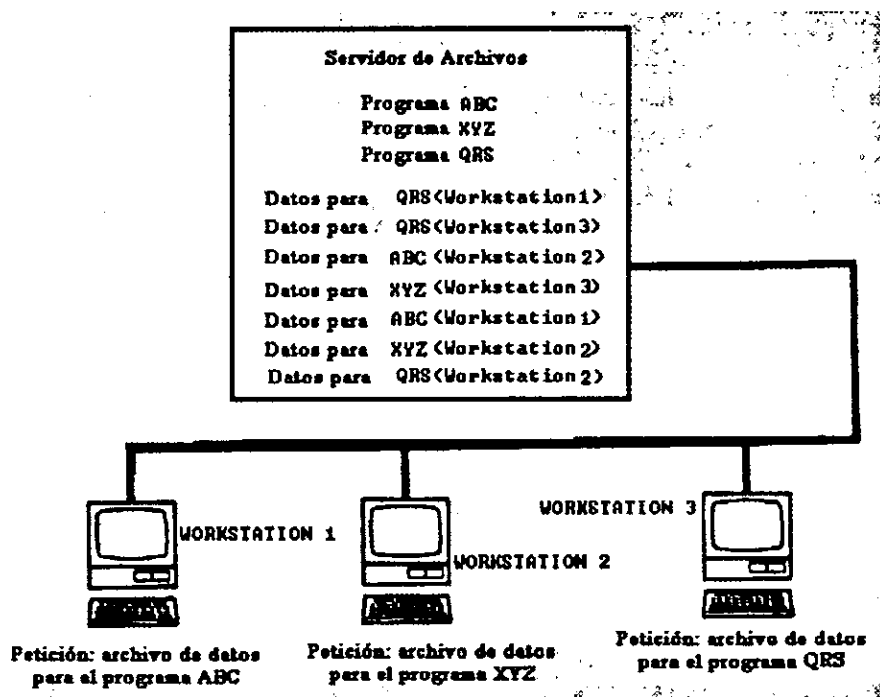 Servidor de Archivos
Programa ABC
Programa XYZ
Programa QRS
Datos para QRS<Workstation1>
Datos para QRS<Workstation3>
Datos para ABC<Workstation2>
Datos para XYZ<Workstation3>
Datos para ABC<Workstation1>
Datos para XYZ<Workstation2>
Datos para QRS<Workstation2>
WORKSTATION 1
WORKSTATION 2
WORKSTATION 3
Petición: archivo de datos
para el programa ABC
Petición: archivo de datos
para el programa XYZ
Petición: archivo de datos
para el programa QRS